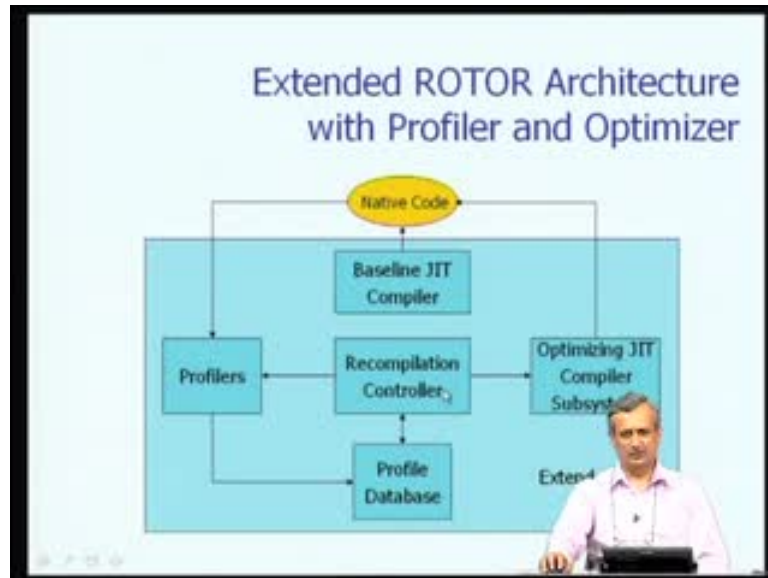 Extended ROTOR Architecture
with Profiler and Optimizer
Native Code
Baseline JIT
Compiler
Profilers
Recompilation
Controller
Optimizing JIT
Compiler
Profile
Database